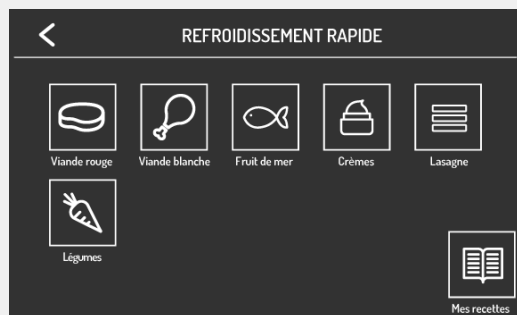 REFROIDISSEMENT RAPIDE
Viande rouge
Viande blanche
Fruit de mer
Crèmes
Lasagne
Légumes
Mes recettes